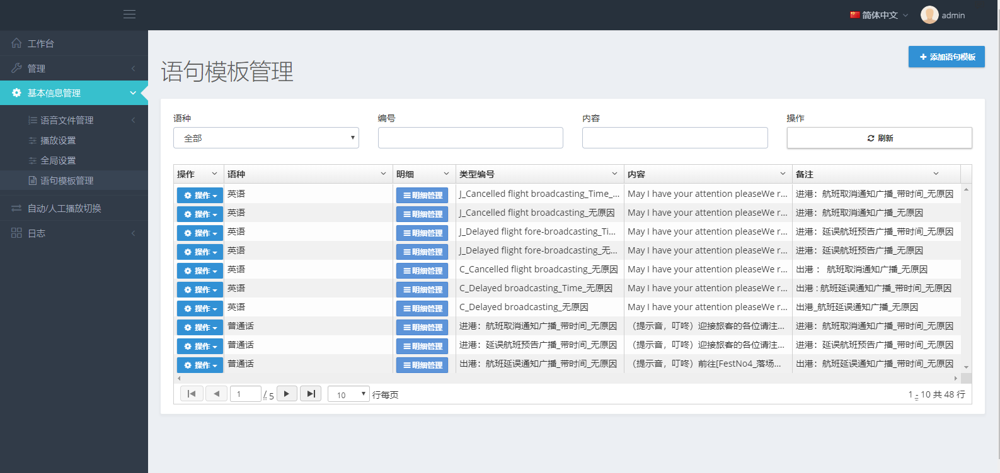 简体中文
admin
工作台
管理
基本信息管理
语音文件管理
播放设置
全局设置
语句模板管理
自动/人工播放切换
日志
语句模板管理
添加语句模板
语种 编号 内容 操作
全部 刷新
操作 语种 明细 类型编号 内容 备注
操作 英语 明细管理 J_Cancelled flight broadcasting_Time_... May I have your attention pleaseWe r... 进港：航班取消通知广播_带时间_无原因
操作 英语 明细管理 J_Cancelled flight broadcasting_无原因 May I have your attention pleaseWe r... 进港：航班取消通知广播_无原因
操作 英语 明细管理 J_Delayed flight fore-broadcasting_Ti... May I have your attention pleaseWe r... 进港：延误航班预告广播_带时间_无原因
操作 英语 明细管理 J_Delayed flight fore-broadcasting_无... May I have your attention pleaseWe r... 进港：延误航班预告广播_无原因
操作 英语 明细管理 C_Cancelled flight broadcasting_无原因 May I have your attention pleaseWe r... 出港 ： 航班取消通知广播_无原因
操作 英语 明细管理 C_Delayed broadcasting_Time_无原因 May I have your attention pleaseWe r... 出港 : 航班延误通知广播_带时间_无原因
操作 英语 明细管理 C_Delayed broadcasting_无原因 May I have your attention pleaseWe r... 出港_航班延误通知广播_无原因
操作 普通话 明细管理 进港：航班取消通知广播_带时间_无原因 （提示音，叮咚）迎接旅客的各位请注... 进港：航班取消通知广播_带时间_无原因
操作 普通话 明细管理 进港：延误航班预告广播_带时间_无原因 （提示音，叮咚）迎接旅客的各位请注... 进港：延误航班预告广播_带时间_无原因
操作 普通话 明细管理 出港：航班延误通知广播_带时间_无原因 （提示音，叮咚）前往[FestNo4_落场... 出港：航班延误通知广播_带时间_无原因
1 / 5 10 行每页 1 - 10 共 48 行